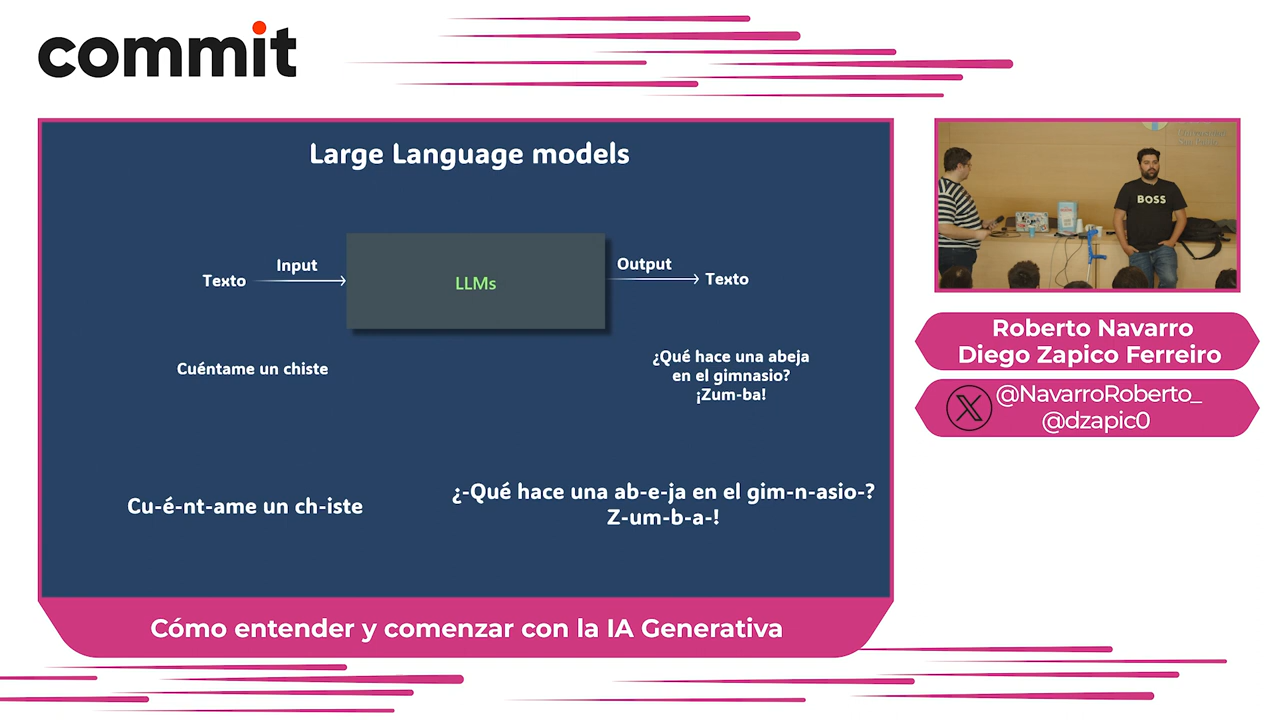 commit
Large Language models
Texto
Input
LLMs
Output
Texto
Cuéntame un chiste
¿Qué hace una abeja
en el gimnasio?
¡Zum-ba!
Cu-é-nt-ame un ch-iste
¿-Qué hace una ab-e-ja en el gim-n-asio-?
Z-um-b-a-!
Cómo entender y comenzar con la IA Generativa
BOSS
Roberto Navarro
Diego Zapico Ferreiro
@NavarroRoberto_
@dzapic0